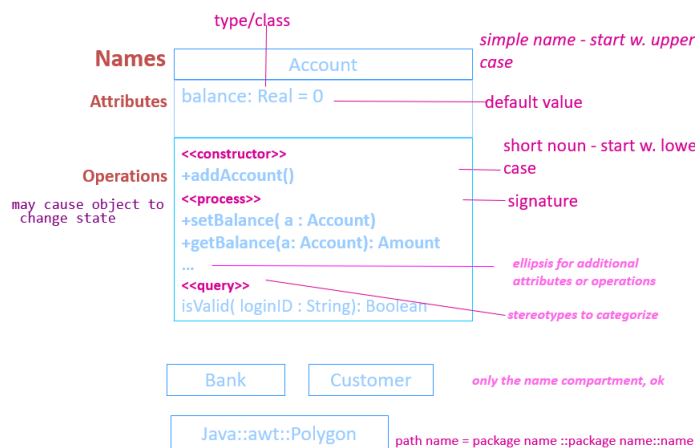 type/class
simple name - start w. upper
case
Names
Account
Attributes
balance: Real = 0
default value
short noun - start w. lowe
case
<<constructor>>
Operations
+addAccount()
may cause object to
change state
<<process>>
signature
+setBalance( a : Account)
+getBalance(a: Account): Amount
...
ellipsis for additional
attributes or operations
<<query>>
isValid( loginID : String): Boolean
stereotypes to categorize
Bank
Customer
only the name compartment, ok
Java::awt::Polygon
path name = package name ::package name::name